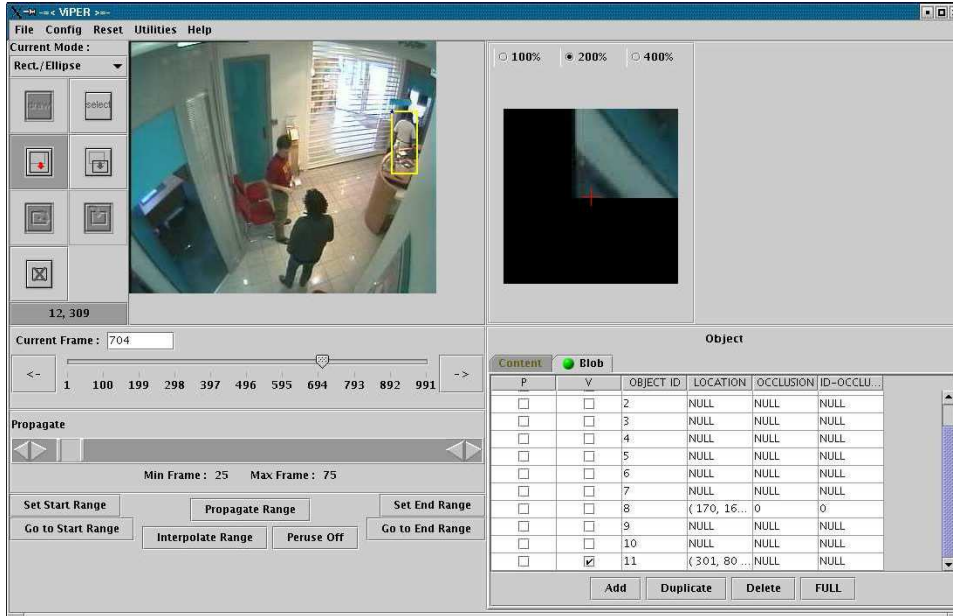 -=< ViPER >=-
File Config Reset Utilities Help
Current Mode :
Rect./Ellipse
select
12, 309
100% 200% 400%
Current Frame : 704
<- ->
1 100 199 298 397 496 595 694 793 892 991
Propagate
Min Frame : 25 Max Frame : 75
Set Start Range Propagate Range Set End Range
Go to Start Range Interpolate Range Peruse Off Go to End Range
Object
Content Blob
P V OBJECT ID LOCATION OCCLUSION ID-OCCLU...
2 NULL NULL NULL
3 NULL NULL NULL
4 NULL NULL NULL
5 NULL NULL NULL
6 NULL NULL NULL
7 NULL NULL NULL
8 ( 170, 16... 0 0
9 NULL NULL NULL
10 NULL NULL NULL
11 ( 301, 80 ... NULL NULL
Add Duplicate Delete FULL